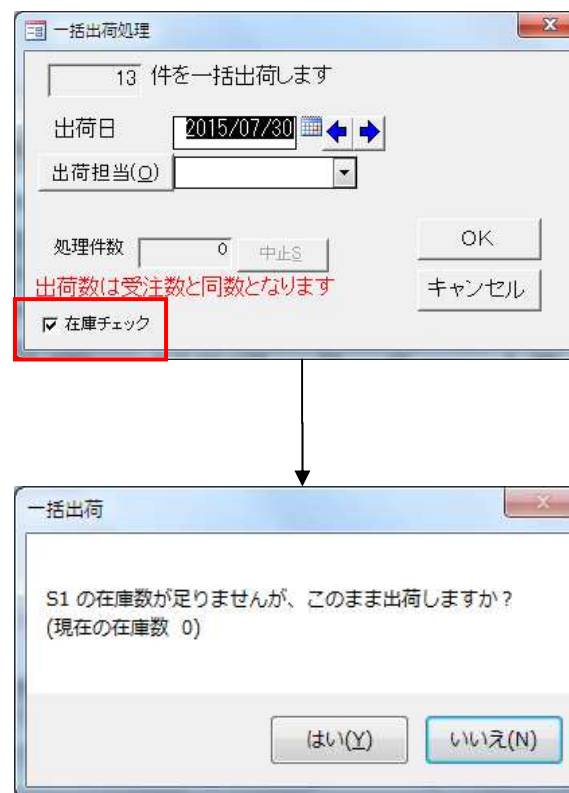 一括出荷処理
13 件を一括出荷します
出荷日 2015/07/30
出荷担当(O)
処理件数 0 中止S
OK
出荷数は受注数と同数となります
キャンセル
在庫チェック
一括出荷
S1 の在庫数が足りませんが、このまま出荷しますか?
(現在の在庫数 0)
はい(Y) いいえ(N)